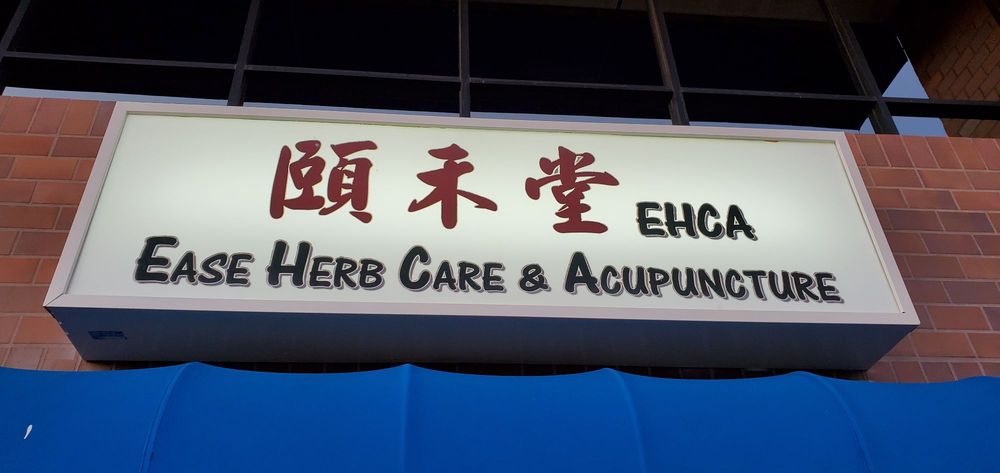 頤禾堂 EHCA
EASE HERB CARE & ACUPUNCTURE